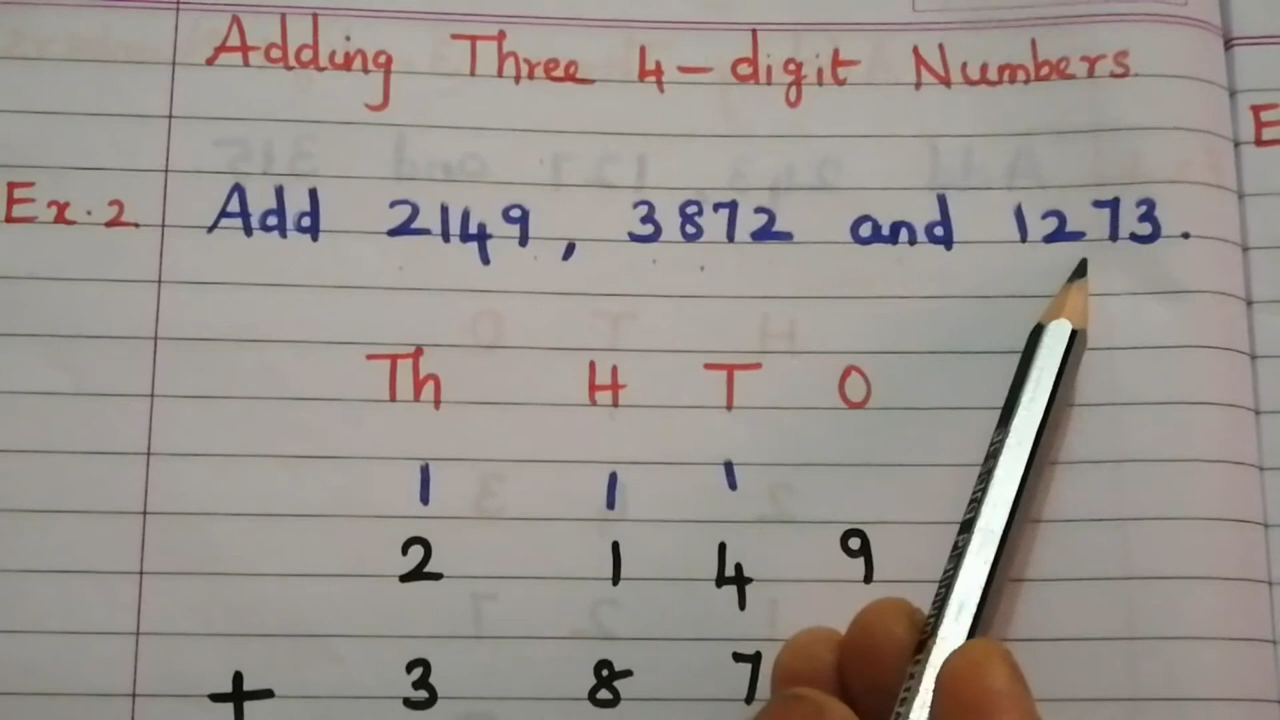 Adding Three 4-digit Numbers
E
Ex.2 Add 2149, 3872 and 1273.
Th H T O
1 1 1
2 1 4 9
+ 3 8 7